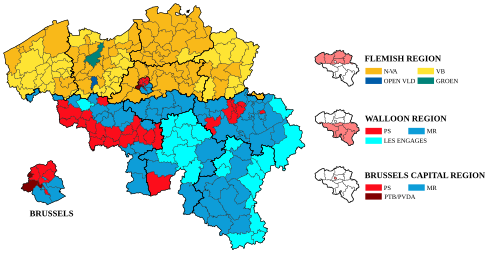 FLEMISH REGION
N-VA VB
OPEN VLD GROEN
WALLOON REGION
PS MR
LES ENGAGES
BRUSSELS CAPITAL REGION
PS MR
PTB/PVDA
BRUSSELS